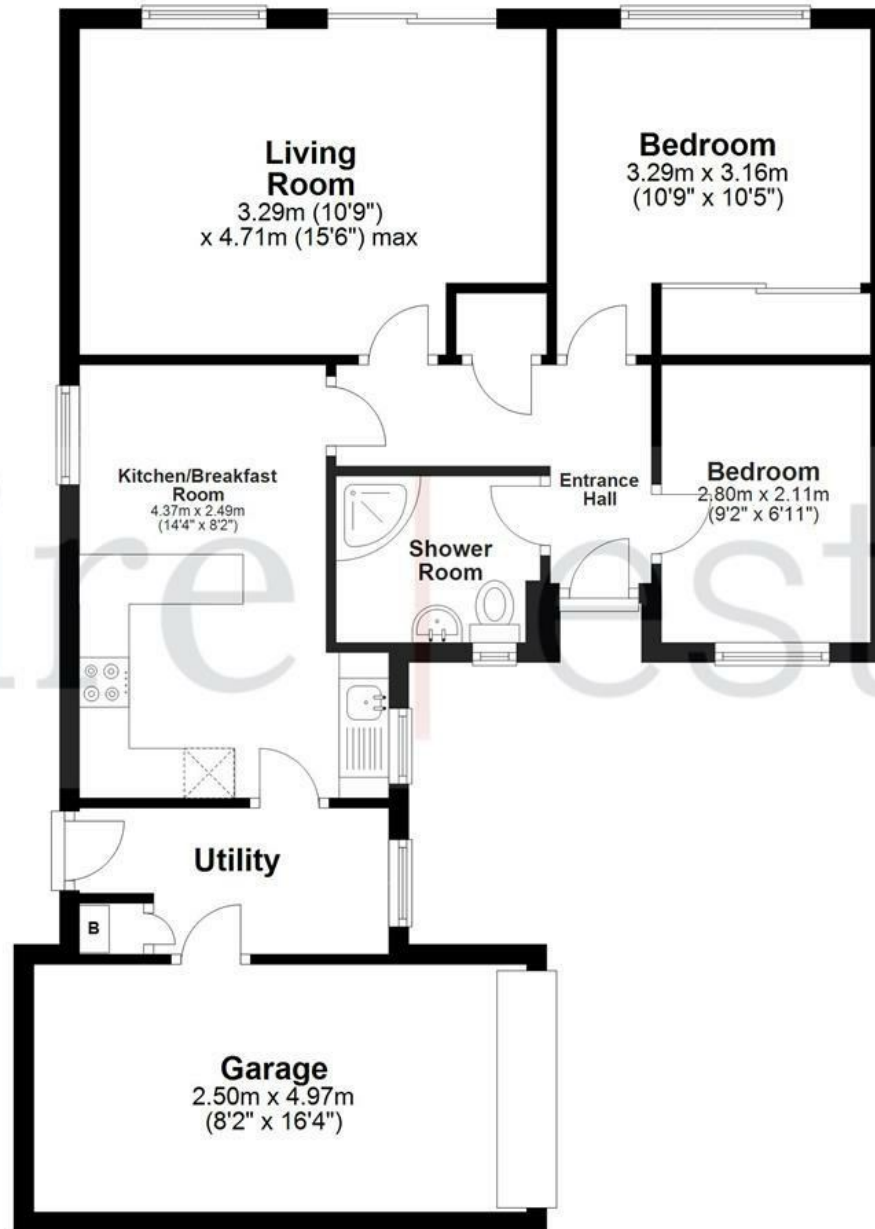 Living
Room
3.29m (10'9")
x 4.71m (15'6") max
Bedroom
3.29m x 3.16m
(10'9" x 10'5")
Kitchen/Breakfast
Room
4.37m x 2.49m
(14'4" x 8'2")
Entrance
Hall
Bedroom
2.80m x 2.11m
(9'2" x 6'11")
Shower
Room
Utility
B
Garage
2.50m x 4.97m
(8'2" x 16'4")